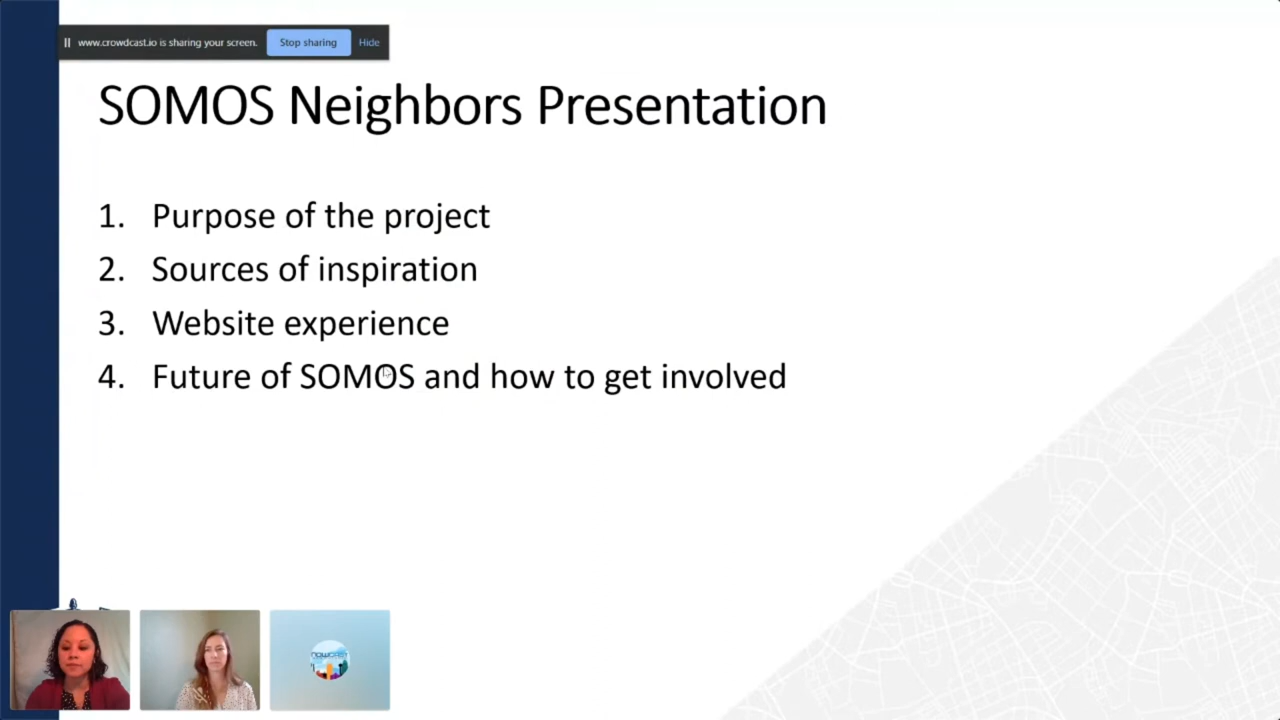 www.crowdcast.io is sharing your screen. Stop sharing Hide
SOMOS Neighbors Presentation
1. Purpose of the project
2. Sources of inspiration
3. Website experience
4. Future of SOMOS and how to get involved